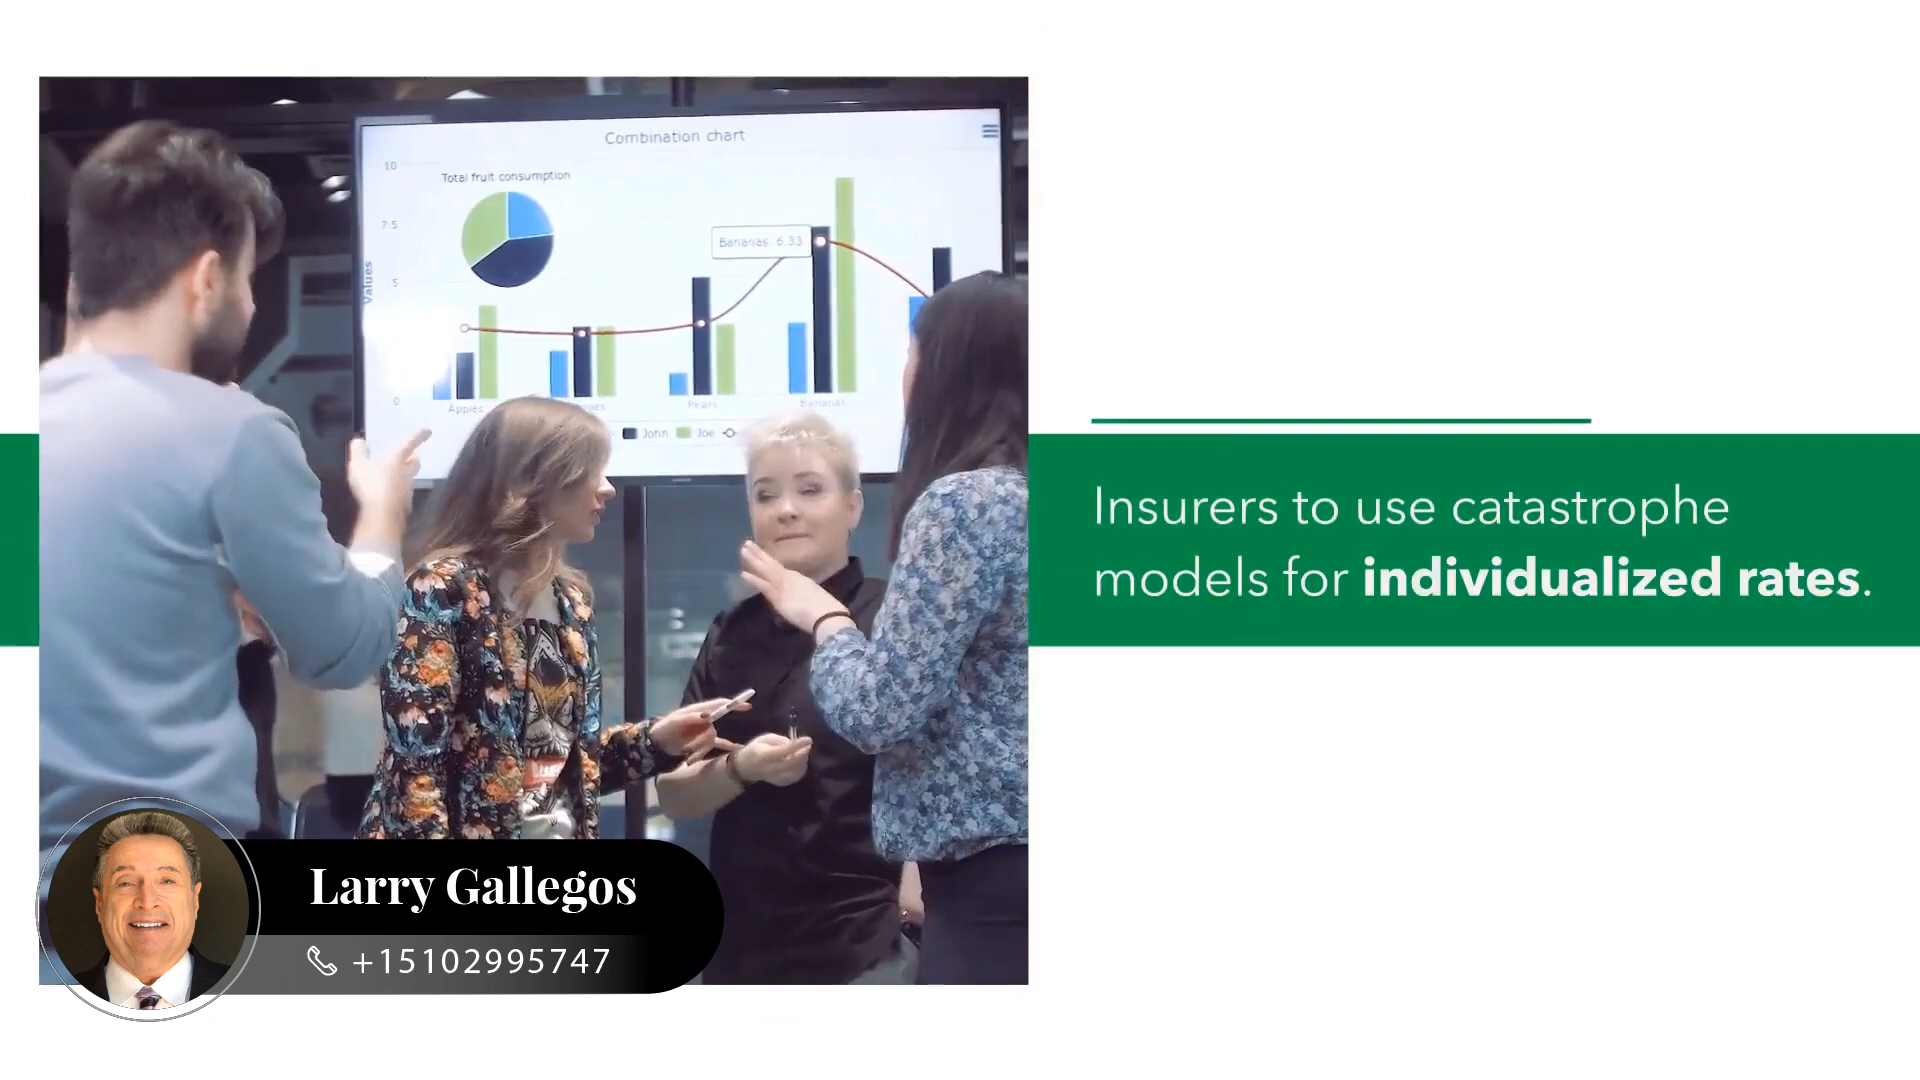 Combination chart
Total fruit consumption
10
7.5
5
0
Values
Bananas: 6.33
Apples
Pears
Bananas
John
Joe
Insurers to use catastrophe
models for individualized rates.
Larry Gallegos
+15102995747